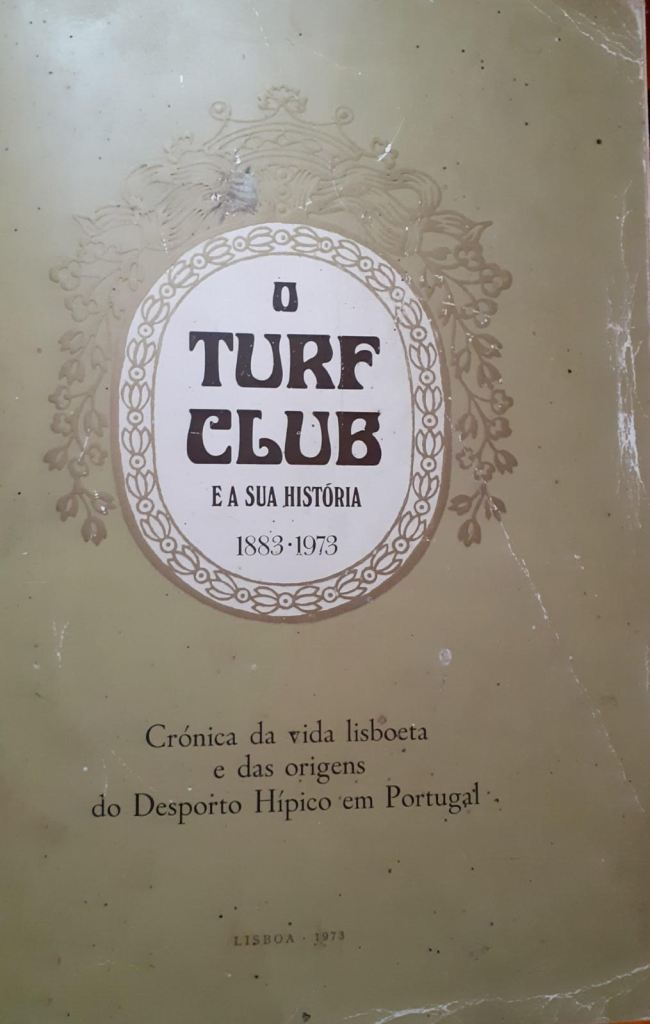 O
TURF
CLUB
E A SUA HISTÓRIA
1883·1973
Crónica da vida lisboeta
e das origens
do Desporto Hípico em Portugal
LISBOA · 1973